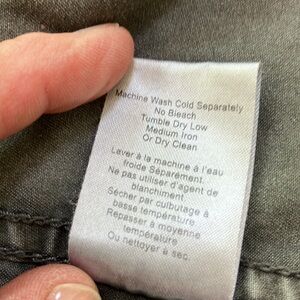 Machine Wash Cold Separately
No Bleach
Tumble Dry Low
Medium Iron
Or Dry Clean
Laver à la machine à l'eau
froide Séparément.
Ne pas utiliser d'agent de
blanchiment.
Sécher par culbutage à
basse température.
Repasser à moyenne
température
Ou nettoyer à sec.